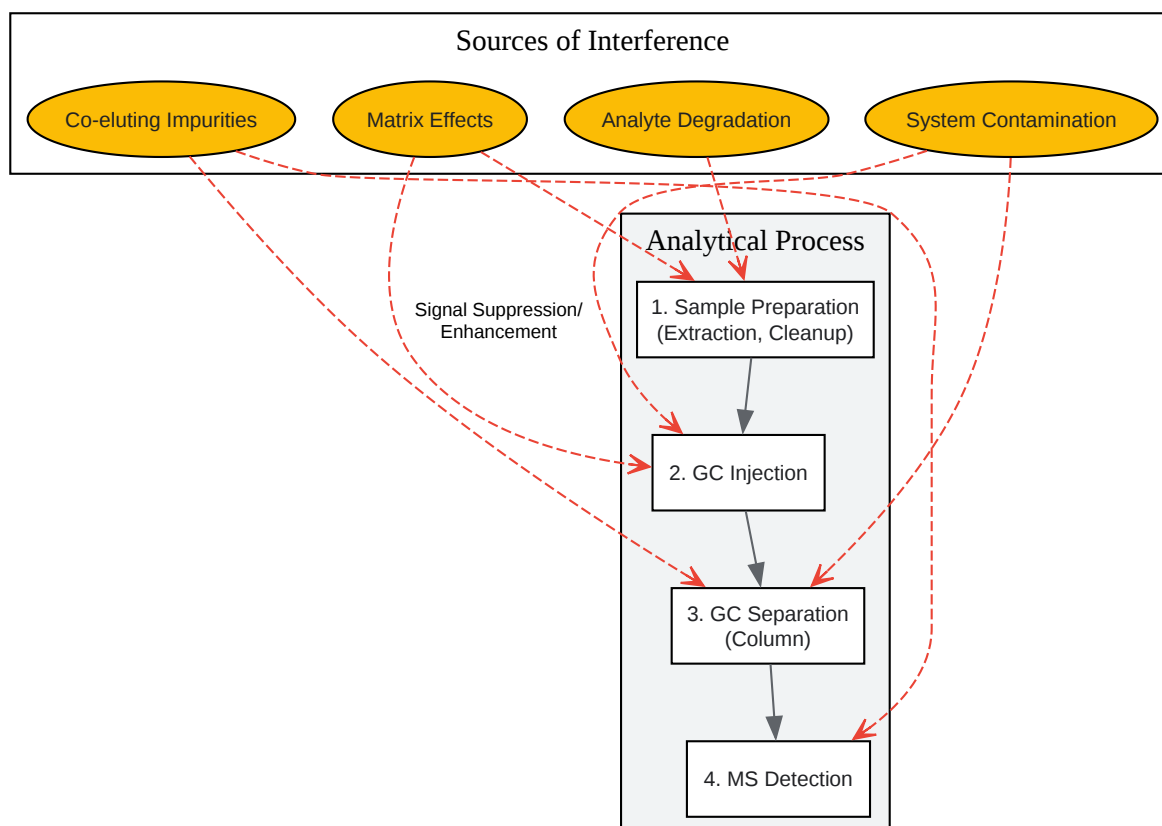 Sources of Interference
Co-eluting Impurities
Matrix Effects
Analyte Degradation
System Contamination
Analytical Process
1. Sample Preparation
(Extraction, Cleanup)
Signal Suppression/
Enhancement
2. GC Injection
3. GC Separation
(Column)
4. MS Detection